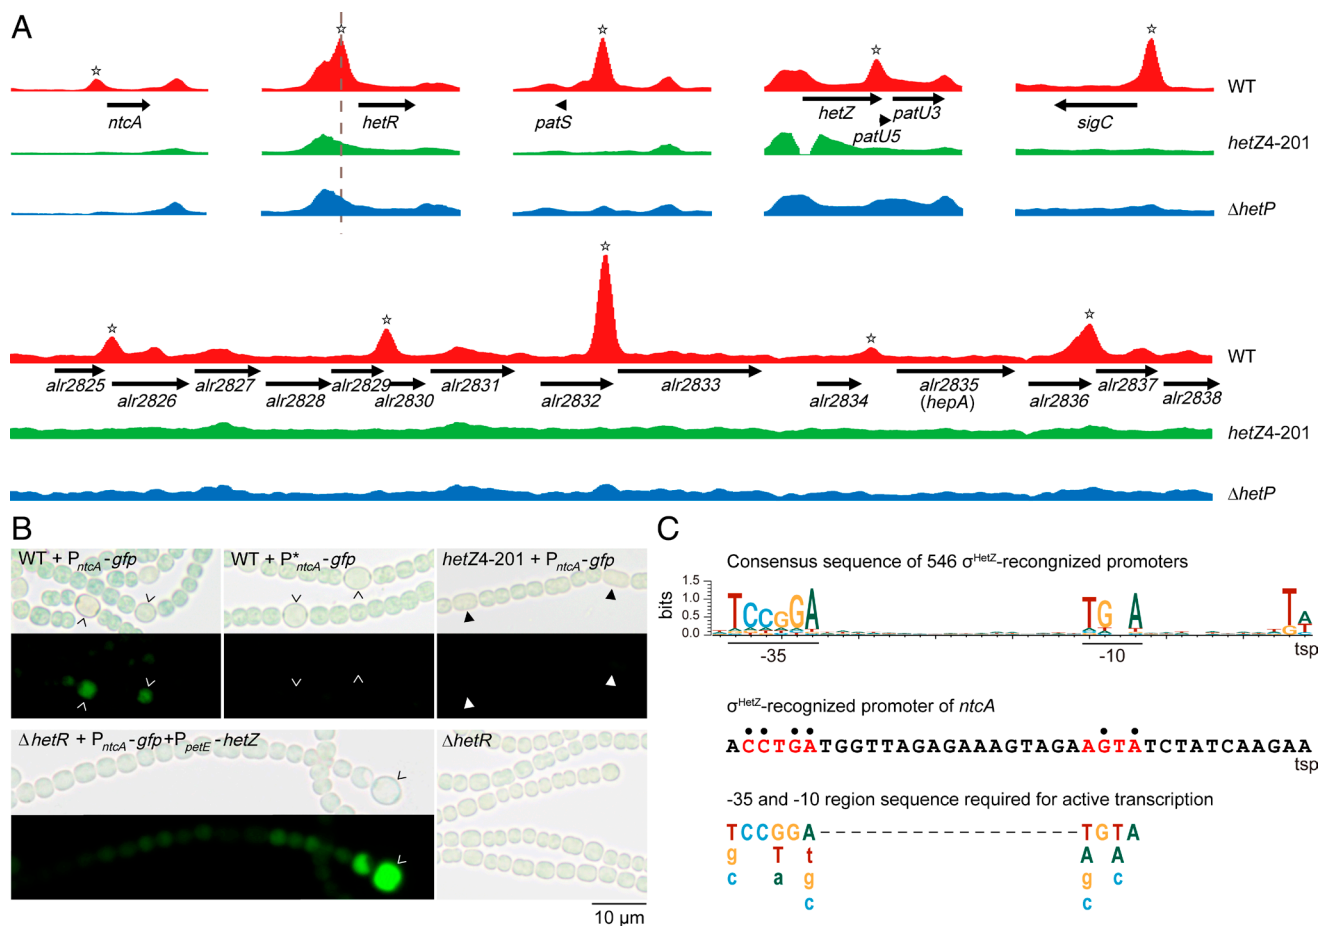 A
WT
ntcA
hetR
patS
hetZ
patU3
patU5
sigC
hetZ4-201
ΔhetP
WT
alr2825
alr2826
alr2827
alr2828
alr2829
alr2830
alr2831
alr2832
alr2833
alr2834
alr2835
(hepA)
alr2836
alr2837
alr2838
hetZ4-201
ΔhetP
B
WT + PntcA-gfp
WT + P*ntcA-gfp
hetZ4-201 + PntcA-gfp
ΔhetR + PntcA-gfp+PpetE-hetZ
ΔhetR
10 µm
C
Consensus sequence of 546 σHetZ-recongnized promoters
bits
1.5
1.0
0.5
0.0
TCCGGA TG A T A
-35
-10
tsp
σHetZ-recognized promoter of ntcA
ACCTGATGGTTAGAGAAAGTAGAAGTATCTATCAAGAA
tsp
-35 and -10 region sequence required for active transcription
TCCGGA - - - - - - - - - - - - - - - - - TGTA
g T t A A
c a g g c
c c